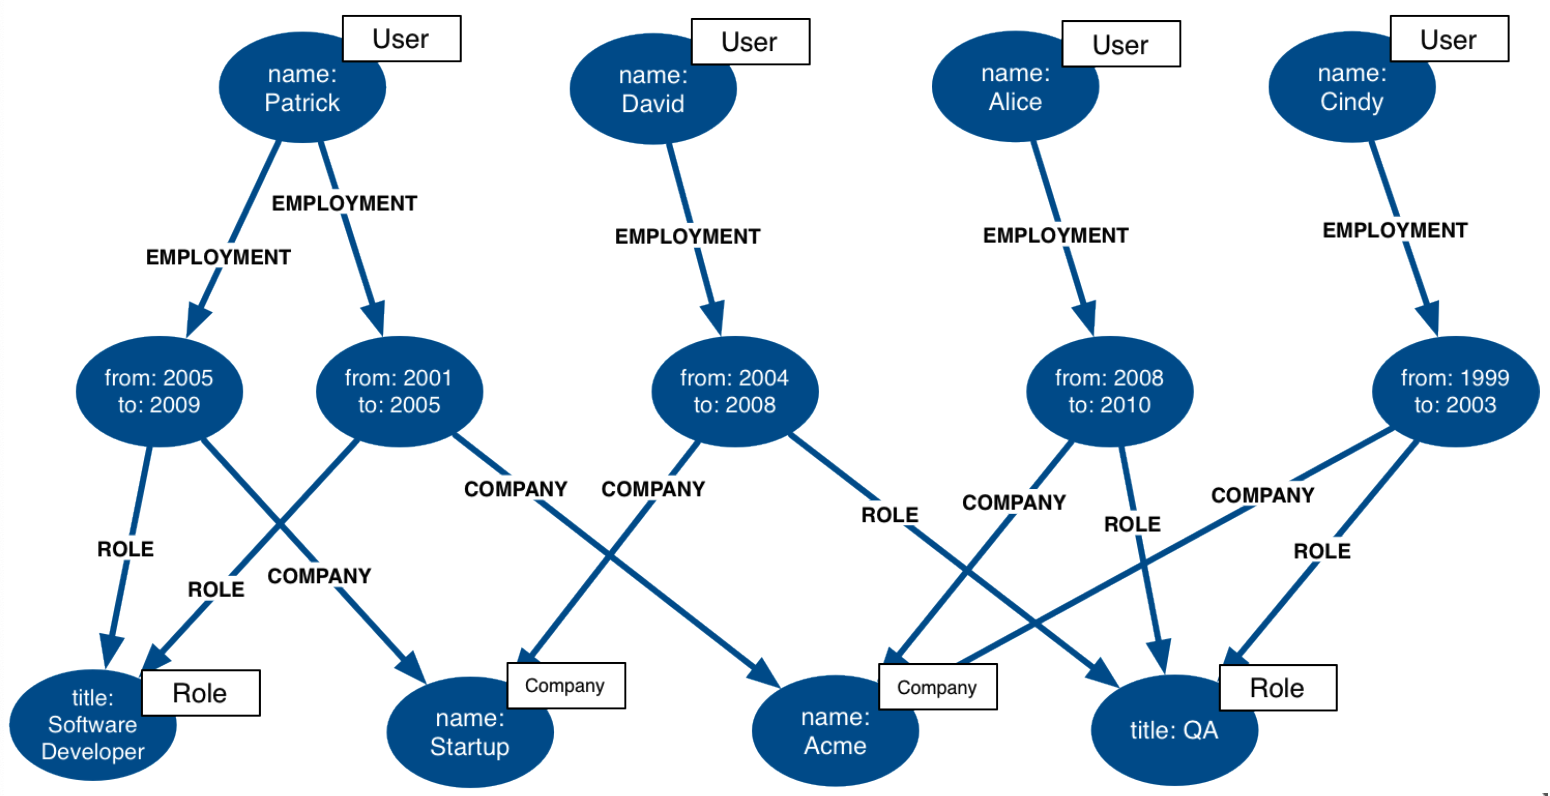 User
name:
Patrick
User
name:
David
User
name:
Alice
User
name:
Cindy
EMPLOYMENT
EMPLOYMENT
EMPLOYMENT
EMPLOYMENT
EMPLOYMENT
from: 2005
to: 2009
from: 2001
to: 2005
from: 2004
to: 2008
from: 2008
to: 2010
from: 1999
to: 2003
COMPANY
COMPANY
ROLE
COMPANY
COMPANY
ROLE
ROLE
ROLE
COMPANY
ROLE
title:
Software
Developer
Role
name:
Startup
Company
name:
Acme
Company
title: QA
Role